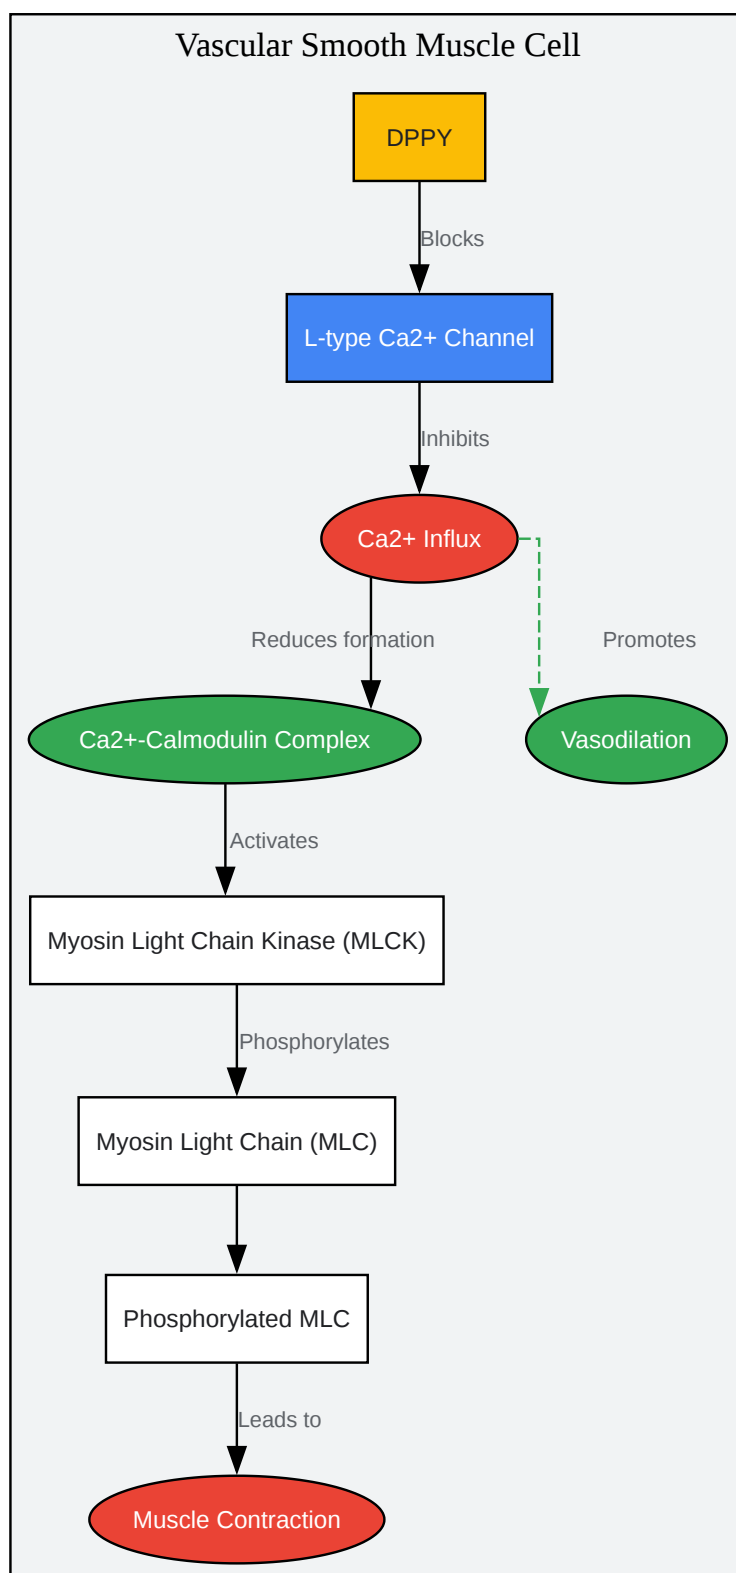 Vascular Smooth Muscle Cell
DPPY
Blocks
L-type Ca2+ Channel
Inhibits
Ca2+ Influx
Reduces formation
Promotes
Ca2+-Calmodulin Complex
Vasodilation
Activates
Myosin Light Chain Kinase (MLCK)
Phosphorylates
Myosin Light Chain (MLC)
Phosphorylated MLC
Leads to
Muscle Contraction